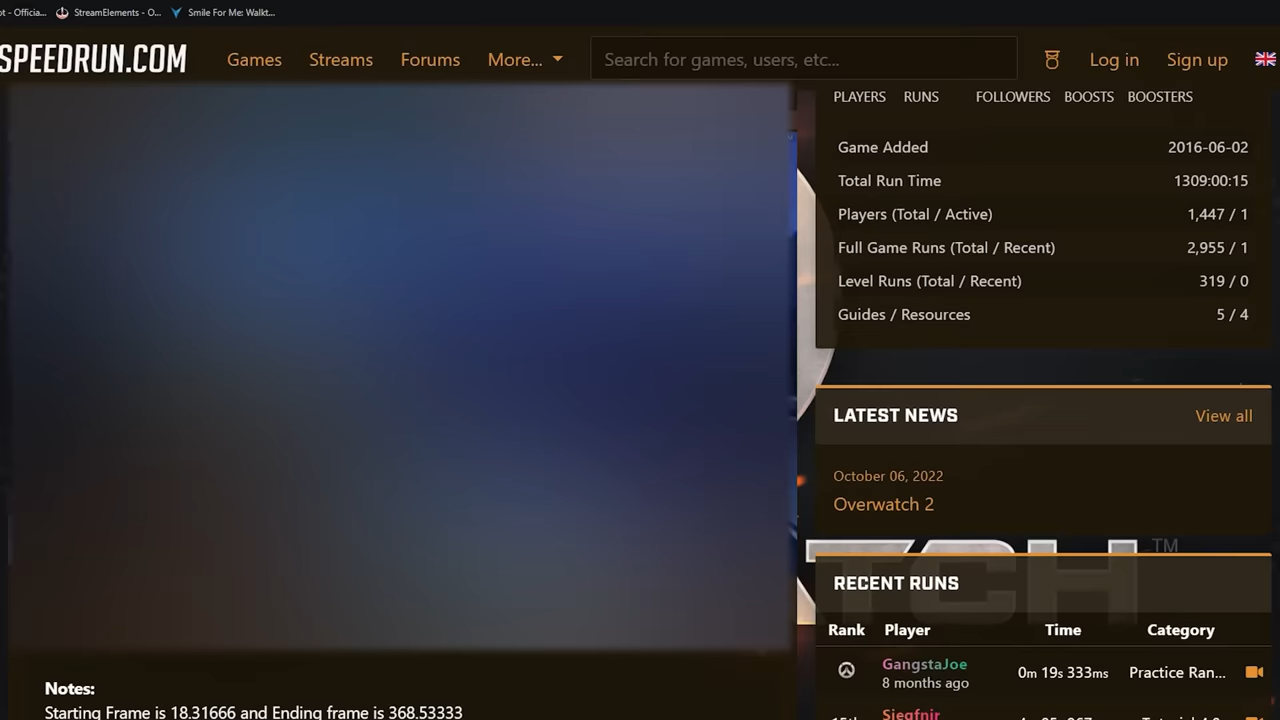 ot - Officia... StreamElements - O... Smile For Me: Walkt...
SPEEDRUN.COM Games Streams Forums More... Search for games, users, etc... Log in Sign up
PLAYERS RUNS FOLLOWERS BOOSTS BOOSTERS
Game Added 2016-06-02
Total Run Time 1309:00:15
Players (Total / Active) 1,447 / 1
Full Game Runs (Total / Recent) 2,955 / 1
Level Runs (Total / Recent) 319 / 0
Guides / Resources 5 / 4
LATEST NEWS View all
October 06, 2022
Overwatch 2
TCH TM
RECENT RUNS
Rank Player Time Category
GangstaJoe 0m 19s 333ms Practice Ran...
8 months ago
Notes:
Starting Frame is 18.31666 and Ending frame is 368.53333
Siegfnir